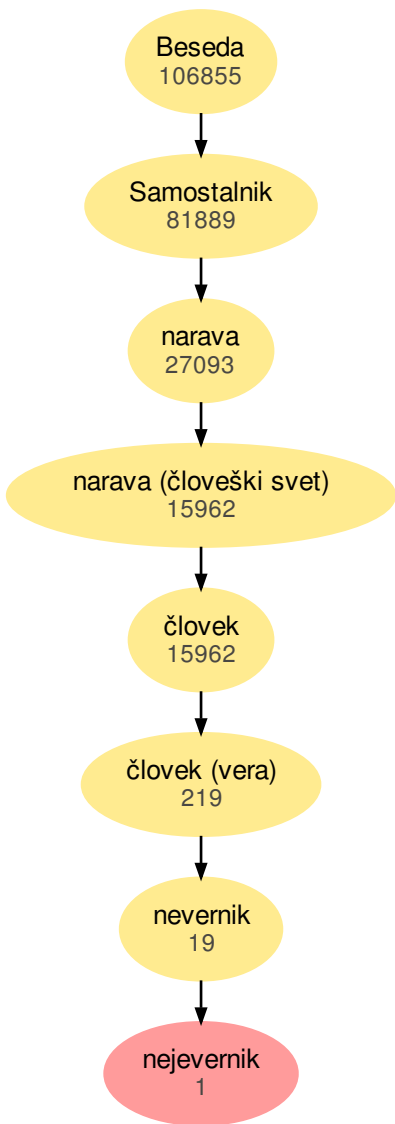 Beseda
106855
Samostalnik
81889
narava
27093
narava (človeški svet)
15962
človek
15962
človek (vera)
219
nevernik
19
nejevernik
1